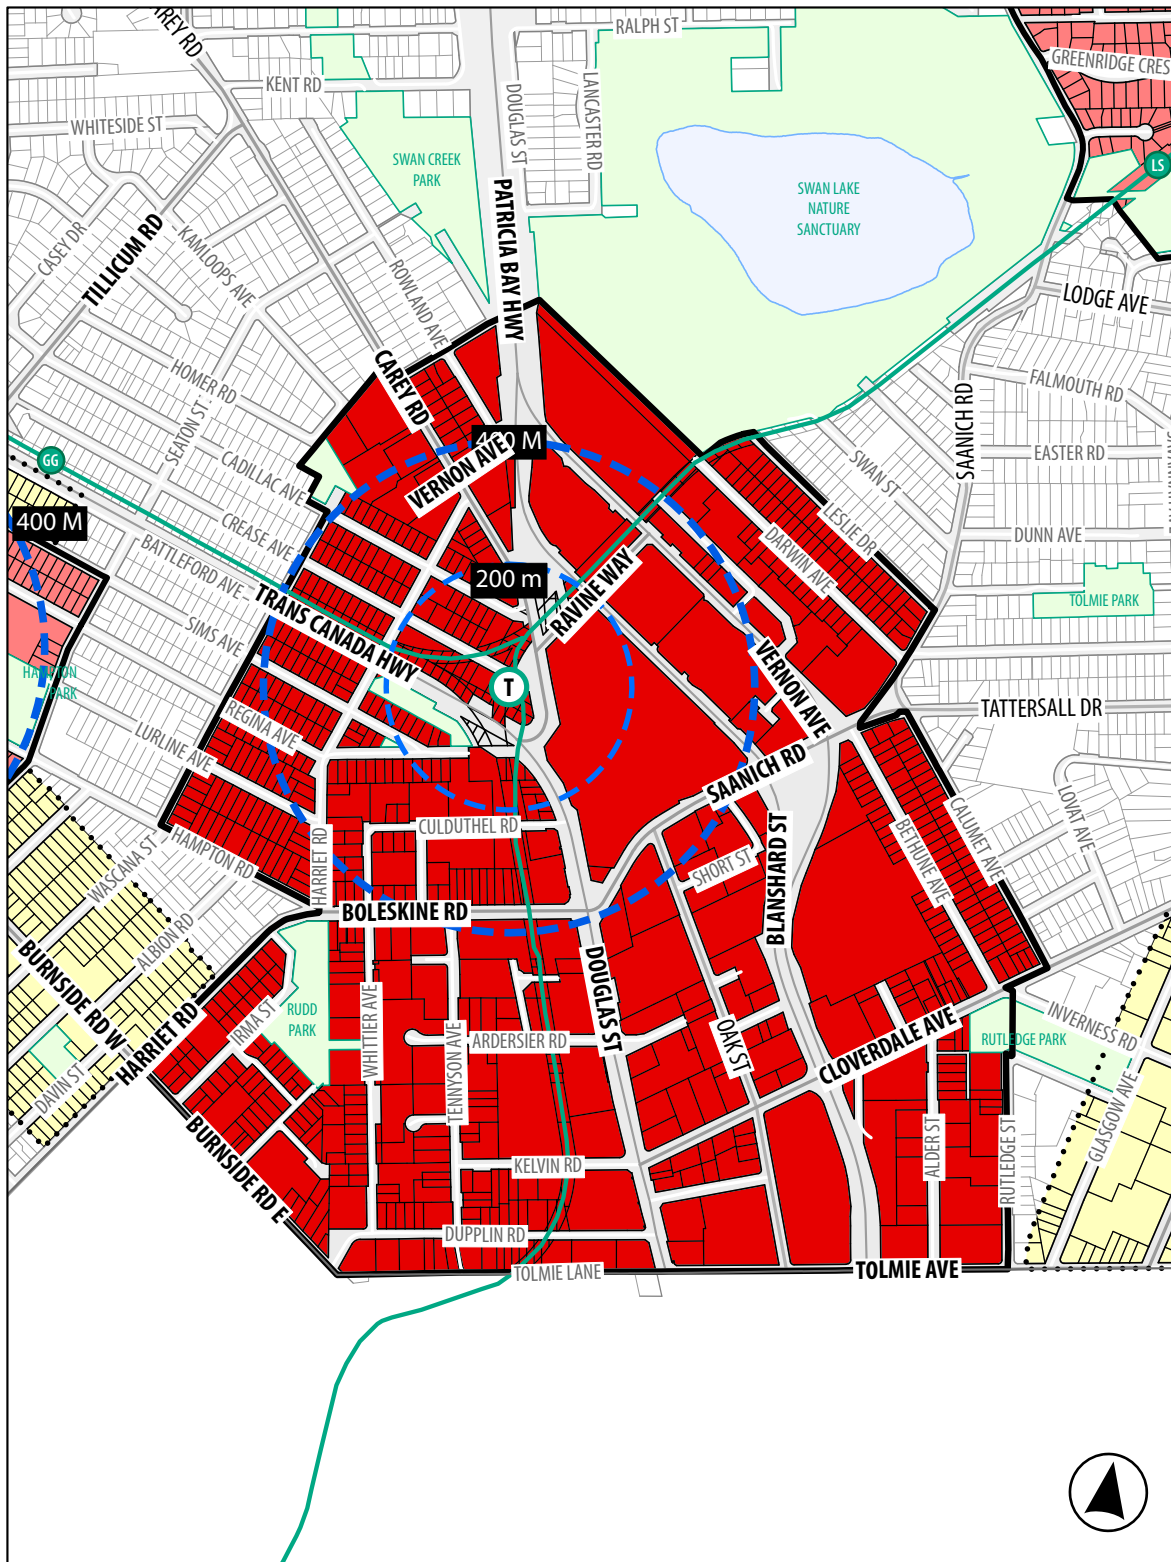 RALPH ST
CAREY RD
GREENRIDGE CRES
KENT RD
DOUGLAS ST
LANCASTER RD
WHITESIDE ST
SWAN CREEK
PARK
LS
SWAN LAKE
NATURE
SANCTUARY
PATRICIA BAY HWY
CASEY DR
TILLICUM RD
KAMLOOPS AVE
ROWLAND AVE
LODGE AVE
HOMER RD
CAREY RD
FALMOUTH RD
SAANICH RD
SEATON ST
400 M
VERNON AVE
EASTER RD
GG
CADILLAC AVE
SWAN ST
400 M
CREASE AVE
LESLIE DR
DUNN AVE
BATTLEFORD AVE
DARWIN AVE
200 m
RAVINE WAY
TOLMIE PARK
TRANS CANADA HWY
SIMS AVE
HAMPTON
PARK
T
VERNON AVE
TATTERSALL DR
REGINA AVE
LURLINE AVE
SAANICH RD
CULDUTHEL RD
LOVAT AVE
CALUMET AVE
HAMPTON RD
HARRIET RD
WASCANA ST
SHORT ST
BETHUNE AVE
BLANSHARD ST
BOLESKINE RD
ALBION RD
BURNSIDE RD W
DOUGLAS ST
RUDD
PARK
IRMA ST
HARRIET RD
WHITTIER AVE
TENNYSON AVE
ARDERSIER RD
OAK ST
CLOVERDALE AVE
RUTLEDGE PARK
INVERNESS RD
DAVIN ST
GLASGOW AVE
BURNSIDE RD E
KELVIN RD
ALDER ST
RUTLEDGE ST
DUPPLIN RD
TOLMIE LANE
TOLMIE AVE